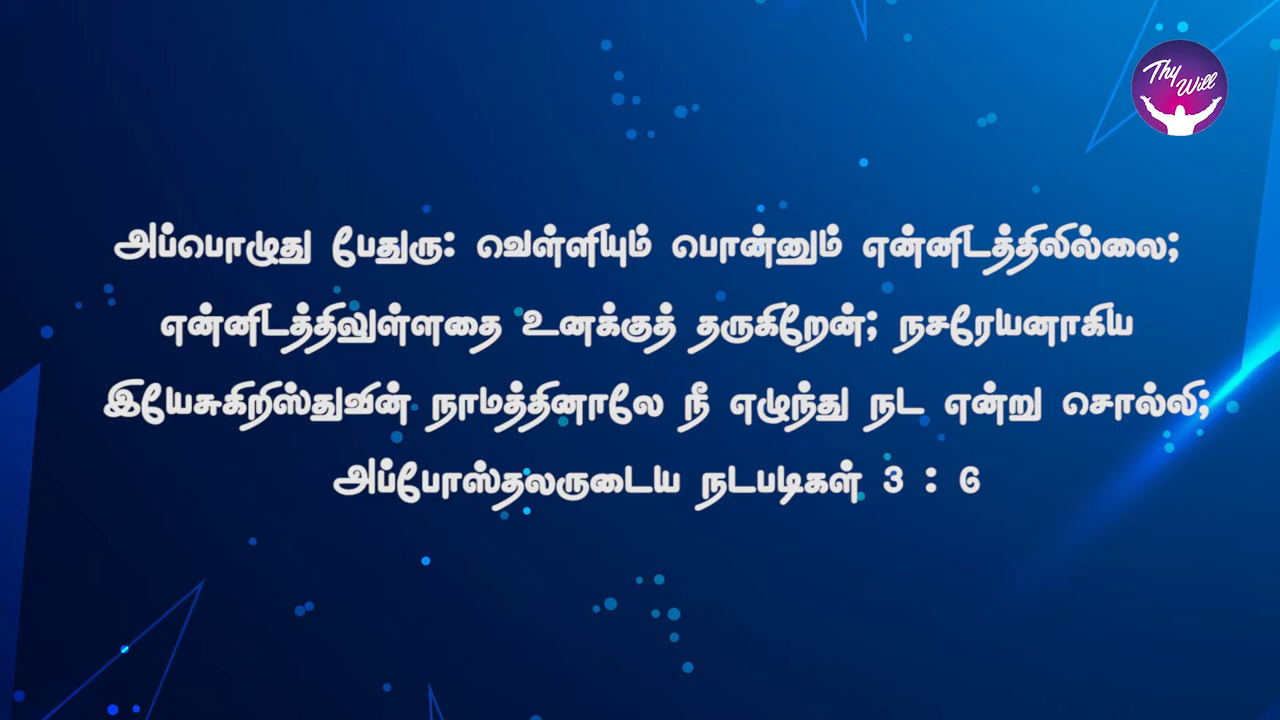 Thy
Will
அப்பொழுது பேதுரு: வெள்ளியும் பொன்னும் என்னிடத்திலில்லை;
என்னிடத்திலுள்ளதை உனக்குத் தருகிறேன்; நசரேயனாகிய
இயேசுகிறிஸ்துவின் நாமத்தினாலே நீ எழுந்து நட என்று சொல்லி;
அப்போஸ்தலருடைய நடபடிகள் 3 : 6